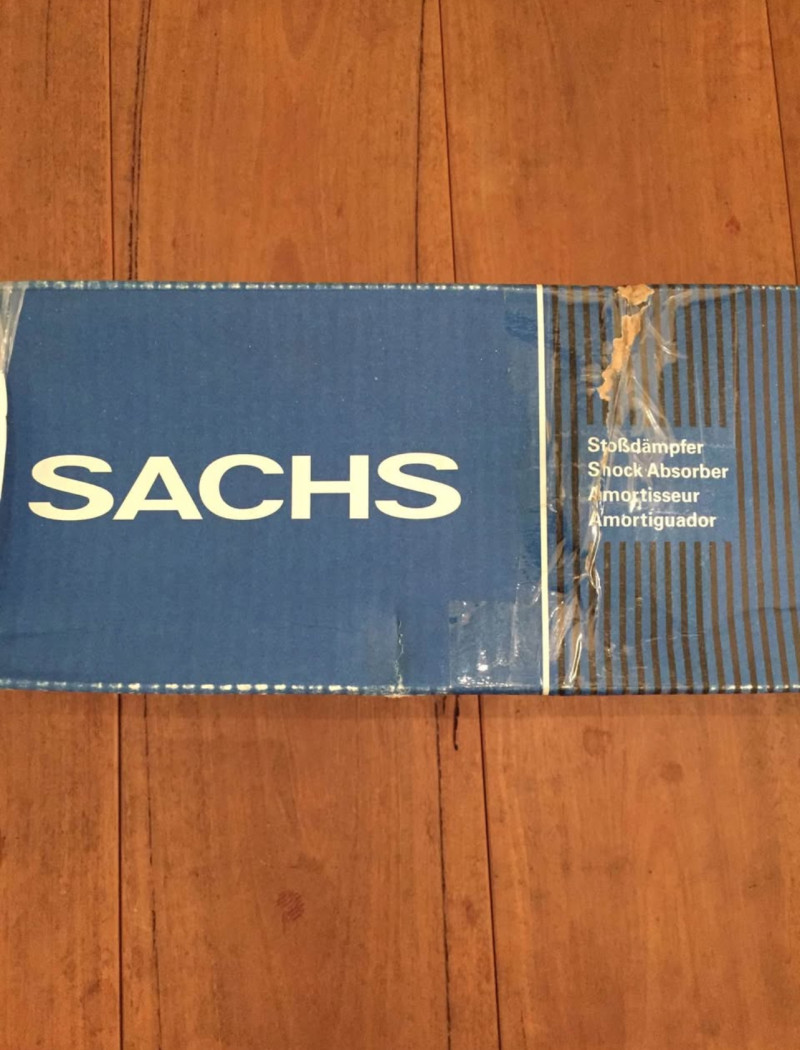 SACHS
Stoßdämpfer
Shock Absorber
Amortisseur
Amortiguador